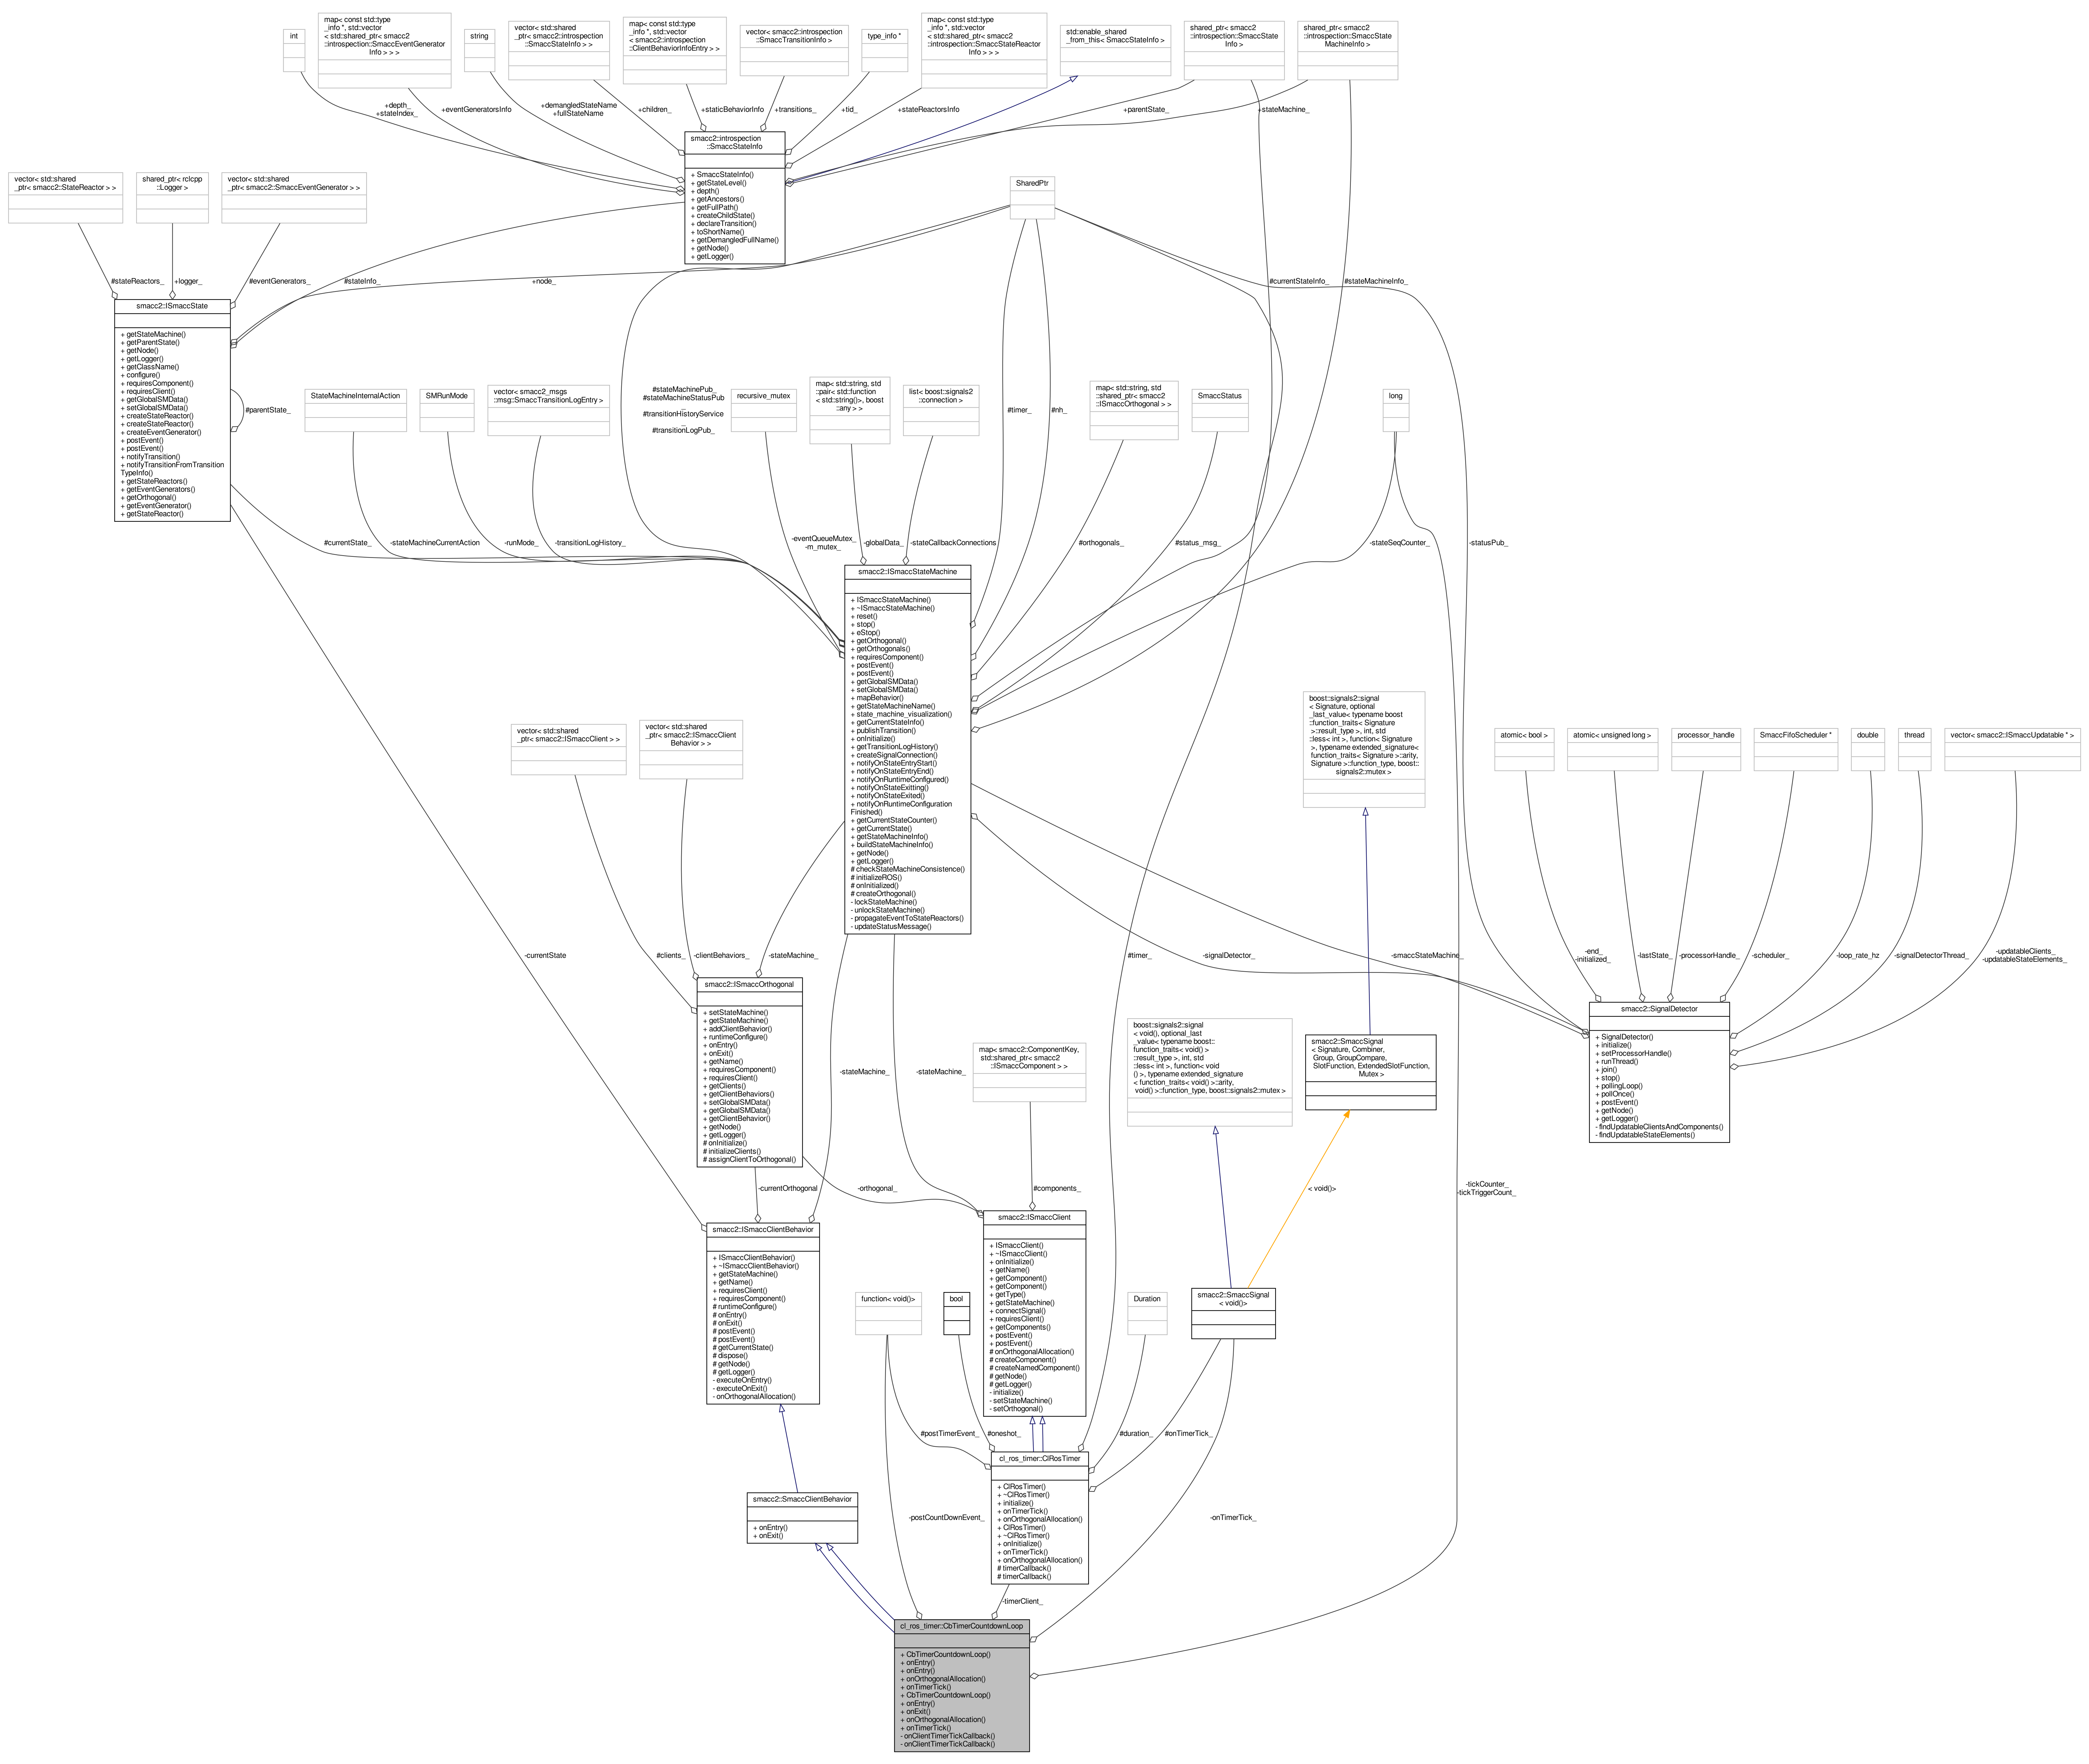 int
map< const std::type
_info *, std::vector
< std::shared_ptr< smacc2
::introspection::SmaccEventGenerator
Info > > >
string
vector< std::shared
_ptr< smacc2::introspection
::SmaccStateInfo > >
map< const std::type
_info *, std::vector
< smacc2::introspection
::ClientBehaviorInfoEntry > >
vector< smacc2::introspection
::SmaccTransitionInfo >
type_info *
map< const std::type
_info *, std::vector
< std::shared_ptr< smacc2
::introspection::SmaccStateReactor
Info > > >
std::enable_shared
_from_this< SmaccStateInfo >
shared_ptr< smacc2
::introspection::SmaccState
Info >
shared_ptr< smacc2
::introspection::SmaccState
MachineInfo >
+depth_
+stateIndex_
+eventGeneratorsInfo
+demangledStateName
+fullStateName
+children_
+staticBehaviorInfo
+transitions_
+tid_
+stateReactorsInfo
+parentState_
+stateMachine_
smacc2::introspection
::SmaccStateInfo
+ SmaccStateInfo()
+ getStateLevel()
+ depth()
+ getAncestors()
+ getFullPath()
+ createChildState()
+ declareTransition()
+ toShortName()
+ getDemangledFullName()
+ getNode()
+ getLogger()
vector< std::shared
_ptr< smacc2::StateReactor > >
shared_ptr< rclcpp
::Logger >
vector< std::shared
_ptr< smacc2::SmaccEventGenerator > >
SharedPtr
#stateReactors_
+logger_
#eventGenerators_
#stateInfo_
+node_
#currentStateInfo_
#stateMachineInfo_
smacc2::ISmaccState
+ getStateMachine()
+ getParentState()
+ getNode()
+ getLogger()
+ getClassName()
+ configure()
+ requiresComponent()
+ requiresClient()
+ getGlobalSMData()
+ setGlobalSMData()
+ createStateReactor()
+ createStateReactor()
+ createEventGenerator()
+ postEvent()
+ postEvent()
+ notifyTransition()
+ notifyTransitionFromTransition
TypeInfo()
+ getStateReactors()
+ getEventGenerators()
+ getOrthogonal()
+ getEventGenerator()
+ getStateReactor()
#parentState_
StateMachineInternalAction
SMRunMode
vector< smacc2_msgs
::msg::SmaccTransitionLogEntry >
#stateMachinePub_
#stateMachineStatusPub
_
#transitionHistoryService
_
#transitionLogPub_
recursive_mutex
map< std::string, std
::pair< std::function
< std::string()>, boost
::any > >
list< boost::signals2
::connection >
#timer_
#nh_
map< std::string, std
::shared_ptr< smacc2
::ISmaccOrthogonal > >
SmaccStatus
long
#currentState_
-stateMachineCurrentAction
-runMode_
-transitionLogHistory_
-eventQueueMutex_
-m_mutex_
-globalData_
-stateCallbackConnections
#orthogonals_
#status_msg_
-stateSeqCounter_
-statusPub_
smacc2::ISmaccStateMachine
+ ISmaccStateMachine()
+ ~ISmaccStateMachine()
+ reset()
+ stop()
+ eStop()
+ getOrthogonal()
+ getOrthogonals()
+ requiresComponent()
+ postEvent()
+ postEvent()
+ getGlobalSMData()
+ setGlobalSMData()
+ mapBehavior()
+ getStateMachineName()
+ state_machine_visualization()
+ getCurrentStateInfo()
+ publishTransition()
+ onInitialize()
+ getTransitionLogHistory()
+ createSignalConnection()
+ notifyOnStateEntryStart()
+ notifyOnStateEntryEnd()
+ notifyOnRuntimeConfigured()
+ notifyOnStateExitting()
+ notifyOnStateExited()
+ notifyOnRuntimeConfiguration
Finished()
+ getCurrentStateCounter()
+ getCurrentState()
+ getStateMachineInfo()
+ buildStateMachineInfo()
+ getNode()
+ getLogger()
# checkStateMachineConsistence()
# initializeROS()
# onInitialized()
# createOrthogonal()
- lockStateMachine()
- unlockStateMachine()
- propagateEventToStateReactors()
- updateStatusMessage()
boost::signals2::signal
< Signature, optional
_last_value< typename boost
::function_traits< Signature
>::result_type >, int, std
::less< int >, function< Signature
>, typename extended_signature<
function_traits< Signature >::arity,
Signature >::function_type, boost::
signals2::mutex >
vector< std::shared
_ptr< smacc2::ISmaccClient > >
vector< std::shared
_ptr< smacc2::ISmaccClient
Behavior > >
atomic< bool >
atomic< unsigned long >
processor_handle
SmaccFifoScheduler *
double
thread
vector< smacc2::ISmaccUpdatable * >
-currentState
#clients_
-clientBehaviors_
-stateMachine_
-signalDetector_
#timer_
-smaccStateMachine_
-end_
-initialized_
-lastState_
-processorHandle_
-scheduler_
-loop_rate_hz
-signalDetectorThread_
-updatableClients_
-updatableStateElements_
smacc2::ISmaccOrthogonal
+ setStateMachine()
+ getStateMachine()
+ addClientBehavior()
+ runtimeConfigure()
+ onEntry()
+ onExit()
+ getName()
+ requiresComponent()
+ requiresClient()
+ getClients()
+ getClientBehaviors()
+ setGlobalSMData()
+ getGlobalSMData()
+ getClientBehavior()
+ getNode()
+ getLogger()
# onInitialize()
# initializeClients()
# assignClientToOrthogonal()
smacc2::SignalDetector
+ SignalDetector()
+ initialize()
+ setProcessorHandle()
+ runThread()
+ join()
+ stop()
+ pollingLoop()
+ pollOnce()
+ postEvent()
+ getNode()
+ getLogger()
- findUpdatableClientsAndComponents()
- findUpdatableStateElements()
-stateMachine_
-stateMachine_
map< smacc2::ComponentKey,
std::shared_ptr< smacc2
::ISmaccComponent > >
boost::signals2::signal
< void(), optional_last
_value< typename boost::
function_traits< void() >
::result_type >, int, std
::less< int >, function< void
() >, typename extended_signature
< function_traits< void() >::arity,
void() >::function_type, boost::signals2::mutex >
smacc2::SmaccSignal
< Signature, Combiner,
Group, GroupCompare,
SlotFunction, ExtendedSlotFunction,
Mutex >
-currentOrthogonal
-orthogonal_
#components_
< void()>
-tickCounter_
-tickTriggerCount_
smacc2::ISmaccClientBehavior
+ ISmaccClientBehavior()
+ ~ISmaccClientBehavior()
+ getStateMachine()
+ getName()
+ requiresClient()
+ requiresComponent()
# runtimeConfigure()
# onEntry()
# onExit()
# postEvent()
# postEvent()
# getCurrentState()
# dispose()
# getNode()
# getLogger()
- executeOnEntry()
- executeOnExit()
- onOrthogonalAllocation()
smacc2::ISmaccClient
+ ISmaccClient()
+ ~ISmaccClient()
+ onInitialize()
+ getName()
+ getComponent()
+ getComponent()
+ getType()
+ getStateMachine()
+ connectSignal()
+ requiresClient()
+ getComponents()
+ postEvent()
+ postEvent()
# onOrthogonalAllocation()
# createComponent()
# createNamedComponent()
# getNode()
# getLogger()
- initialize()
- setStateMachine()
- setOrthogonal()
function< void()>
bool
Duration
smacc2::SmaccSignal
< void()>
#postTimerEvent_
#oneshot_
#duration_
#onTimerTick_
cl_ros_timer::ClRosTimer
+ ClRosTimer()
+ ~ClRosTimer()
+ initialize()
+ onTimerTick()
+ onOrthogonalAllocation()
+ ClRosTimer()
+ ~ClRosTimer()
+ onInitialize()
+ onTimerTick()
+ onOrthogonalAllocation()
# timerCallback()
# timerCallback()
smacc2::SmaccClientBehavior
+ onEntry()
+ onExit()
-postCountDownEvent_
-onTimerTick_
-timerClient_
cl_ros_timer::CbTimerCountdownLoop
+ CbTimerCountdownLoop()
+ onEntry()
+ onEntry()
+ onOrthogonalAllocation()
+ onTimerTick()
+ CbTimerCountdownLoop()
+ onEntry()
+ onExit()
+ onOrthogonalAllocation()
+ onTimerTick()
- onClientTimerTickCallback()
- onClientTimerTickCallback()